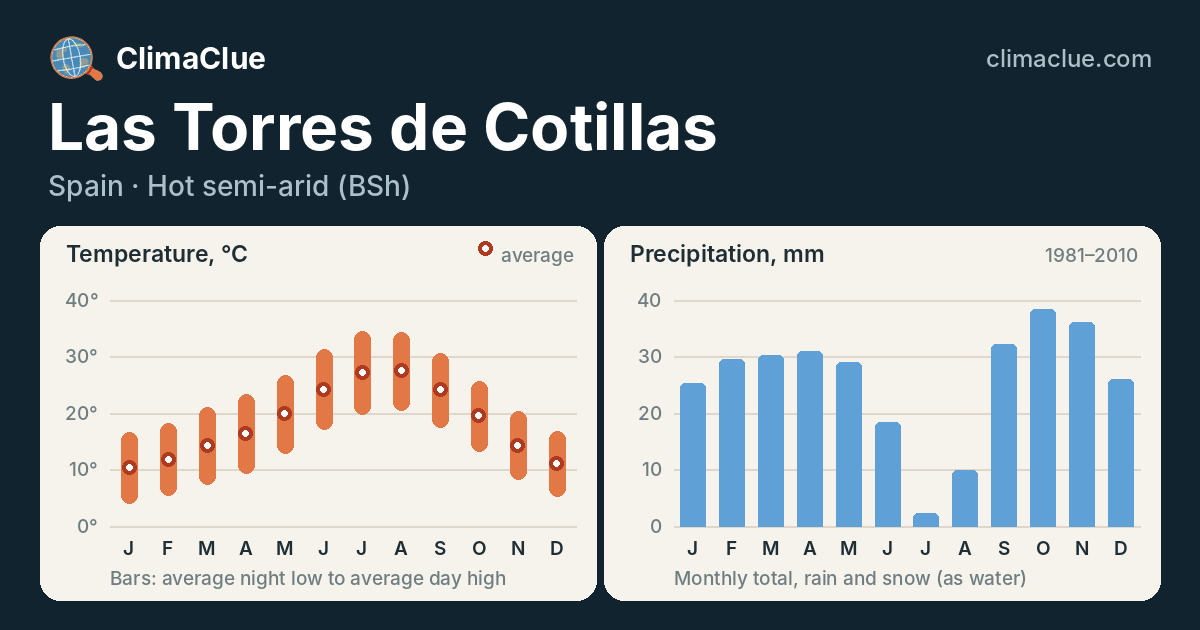 ClimaClue
climaclue.com
Las Torres de Cotillas
Spain · Hot semi-arid (BSh)
Temperature, °C
average
40°
30°
20°
10°
0°
J F M A M J J A S O N D
Bars: average night low to average day high
Precipitation, mm
1981–2010
40
30
20
10
0
J F M A M J J A S O N D
Monthly total, rain and snow (as water)